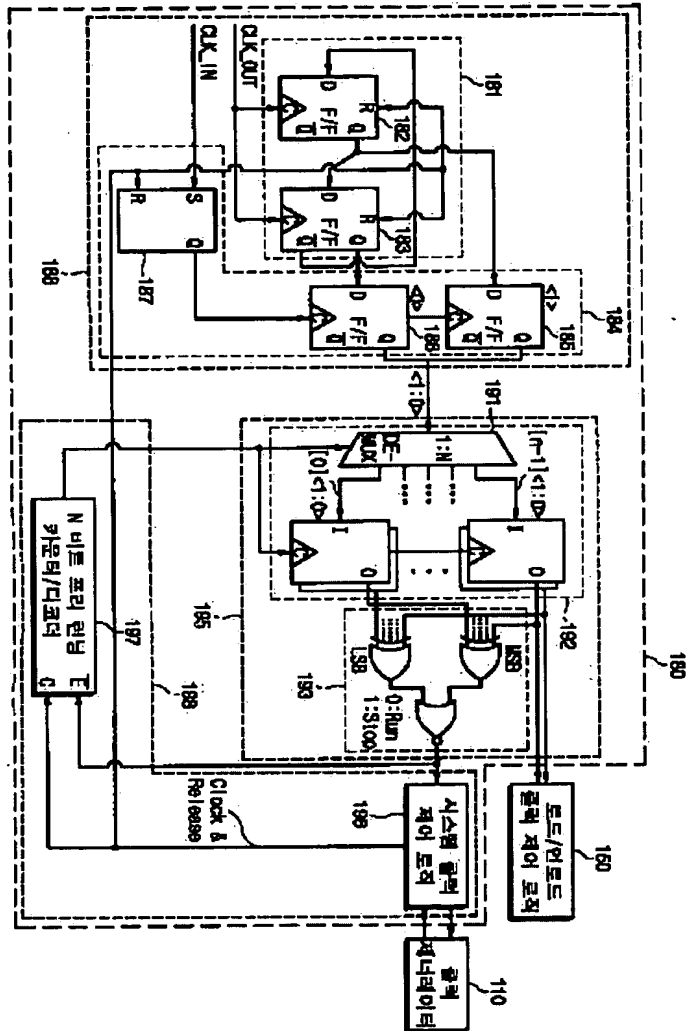 CLK_IN
CLK_OUT
181
D
F/F
Q
Q
R
182
D
F/F
Q
Q
R
183
S
R
Q
187
188
D
F/F
Q
Q
186
<1>
D
F/F
Q
Q
185
184
<1:0>
191
1:N
DE-
MUX
[n-1]<1:0>
[0]<1:0>
I
O
I
O
192
MSB
LSB
193
0:Run
1:Stop
195
180
N 비트 프리 런닝
카운터/디코더
E
C
197
Clock &
Release
시스템 클럭
제어 로직
로드/언로드
클럭 제어 로직
클럭
제너레이터
110